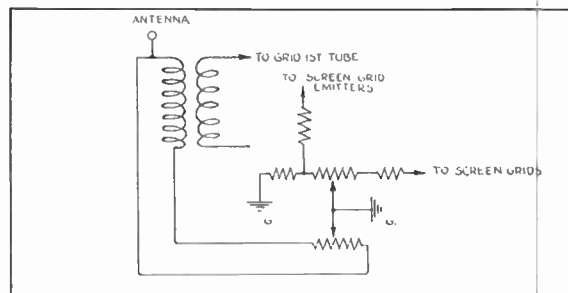 ANTENNA
TO GRID 1ST TUBE
TO SCREEN GRID
EMITTERS
TO SCREEN GRIDS
G
G.